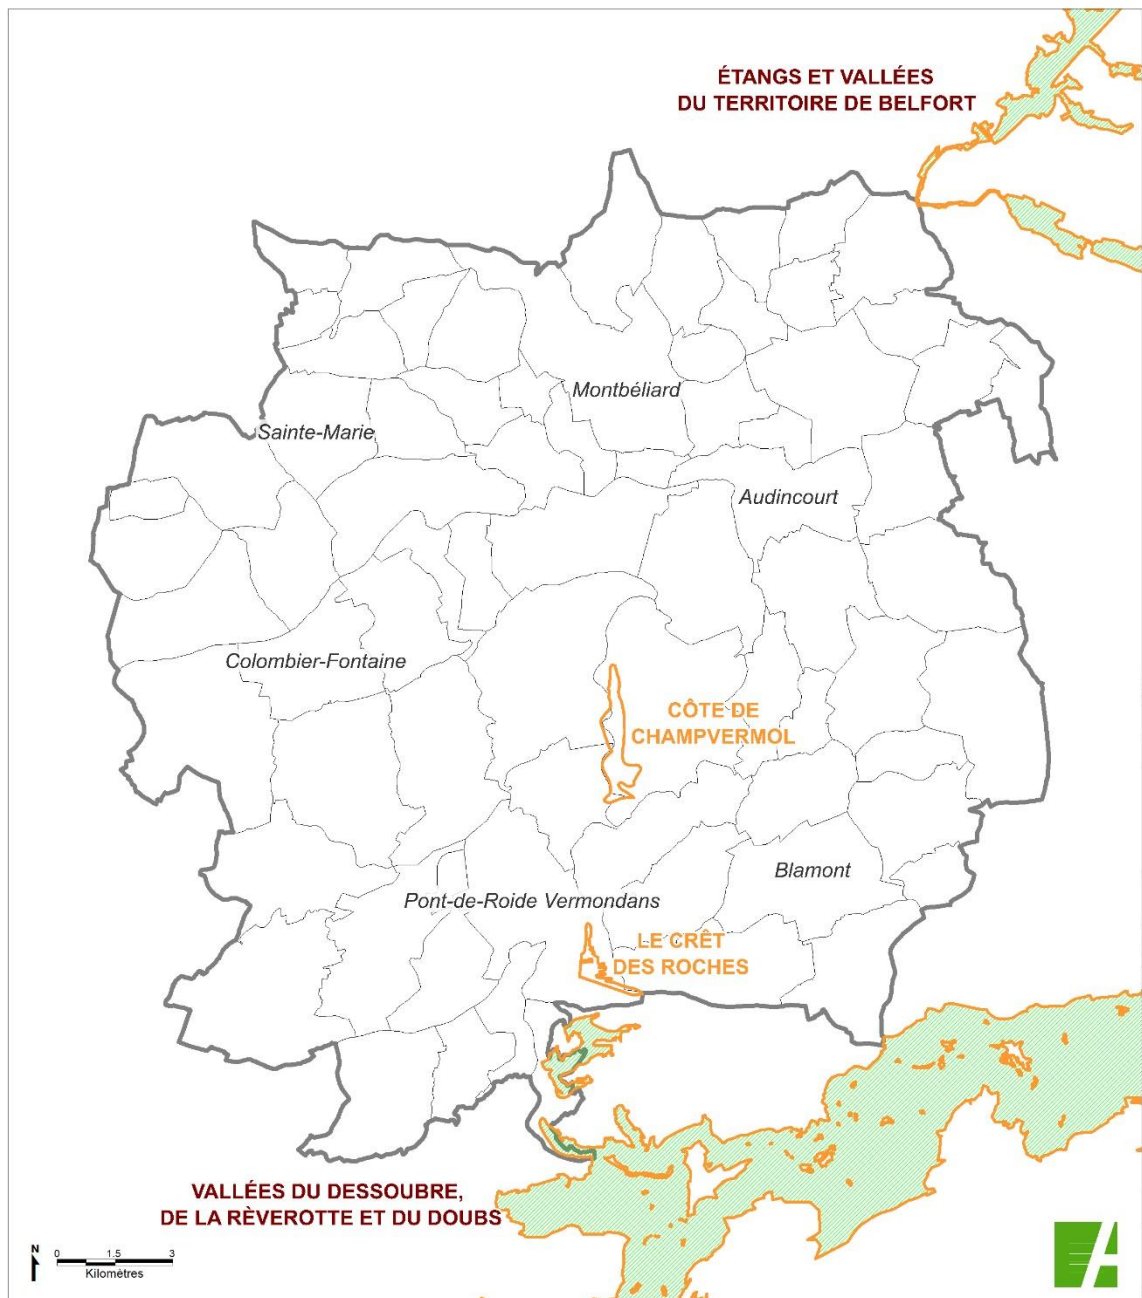 ÉTANGS ET VALLÉES
DU TERRITOIRE DE BELFORT
Montbéliard
Sainte-Marie
Audincourt
Colombier-Fontaine
CÔTE DE
CHAMPVERMOL
Blamont
Pont-de-Roide Vermondans
LE CRÊT
DES ROCHES
VALLÉES DU DESSOUBRE,
DE LA RÈVEROTTE ET DU DOUBS
N
0 1.5 3
Kilomètres